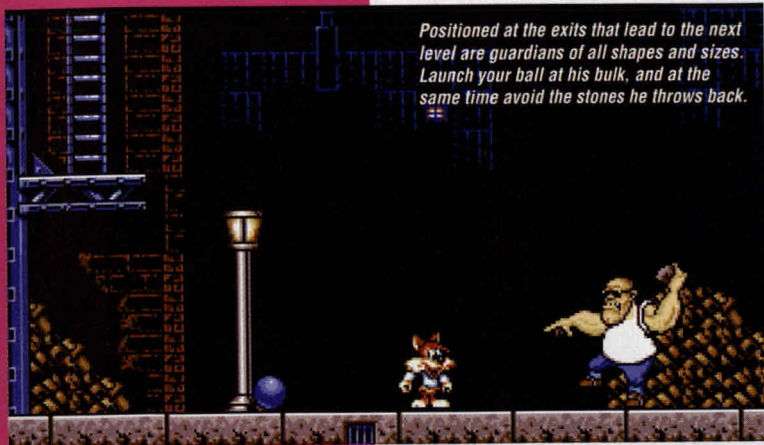 Positioned at the exits that lead to the next
level are guardians of all shapes and sizes.
Launch your ball at his bulk, and at the
same time avoid the stones he throws back.